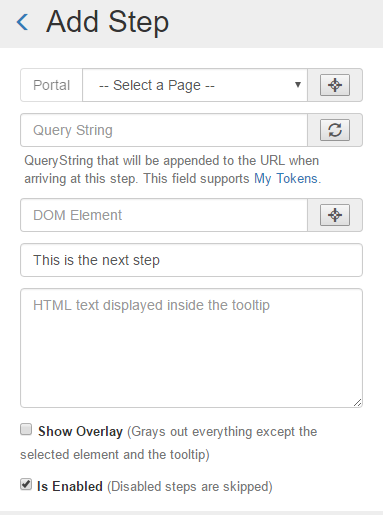 Add Step
Portal -- Select a Page --
Query String
QueryString that will be appended to the URL when
arriving at this step. This field supports My Tokens.
DOM Element
This is the next step
HTML text displayed inside the tooltip
Show Overlay (Grays out everything except the
selected element and the tooltip)
Is Enabled (Disabled steps are skipped)